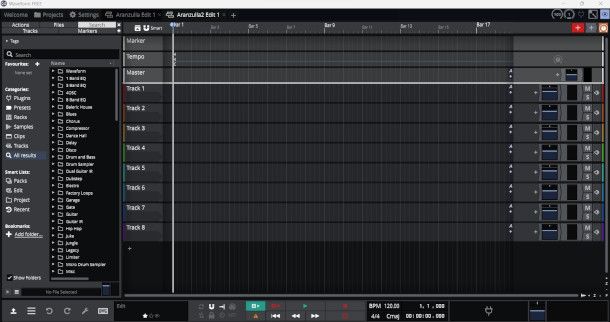 Waveform FREE
Welcome Projects Settings Aranzulla Edit 1 Aranzulla2 Edit 1
Actions Files Search
Tracks Markers
Tags
Search
Favourites:
None set
Categories:
Plugins
Presets
Racks
Samples
Clips
Tracks
All results
Smart Lists:
Packs
Edit
Project
Recent
Bookmarks:
Add folder...
Show Folders
Name
Waveform
1 Band EQ
3 Band EQ
4OSC
8 Band EQ
Balearic House
Blues
Chorus
Compressor
Dance Hall
Delay
Disco
Drum and Bass
Drum Sampler
Dual Guitar IR
Dubstep
Electro
Factory Loops
Garage
Gate
Guitar
Guitar IR
Hip Hop
Juke
Jungle
Legacy
Limiter
Micro Drum Sampler
Misc
No File Selected
Smart
Bar 1 Bar 5 Bar 9 Bar 13 Bar 17
Marker
Tempo
Master
Track 1 M S
Track 2 M S
Track 3 M S
Track 4 M S
Track 5 M S
Track 6 M S
Track 7 M S
Track 8 M S
Edit
BPM 120.00 1, 1, 000
4/4 Cmaj 00: 00: 00. 000